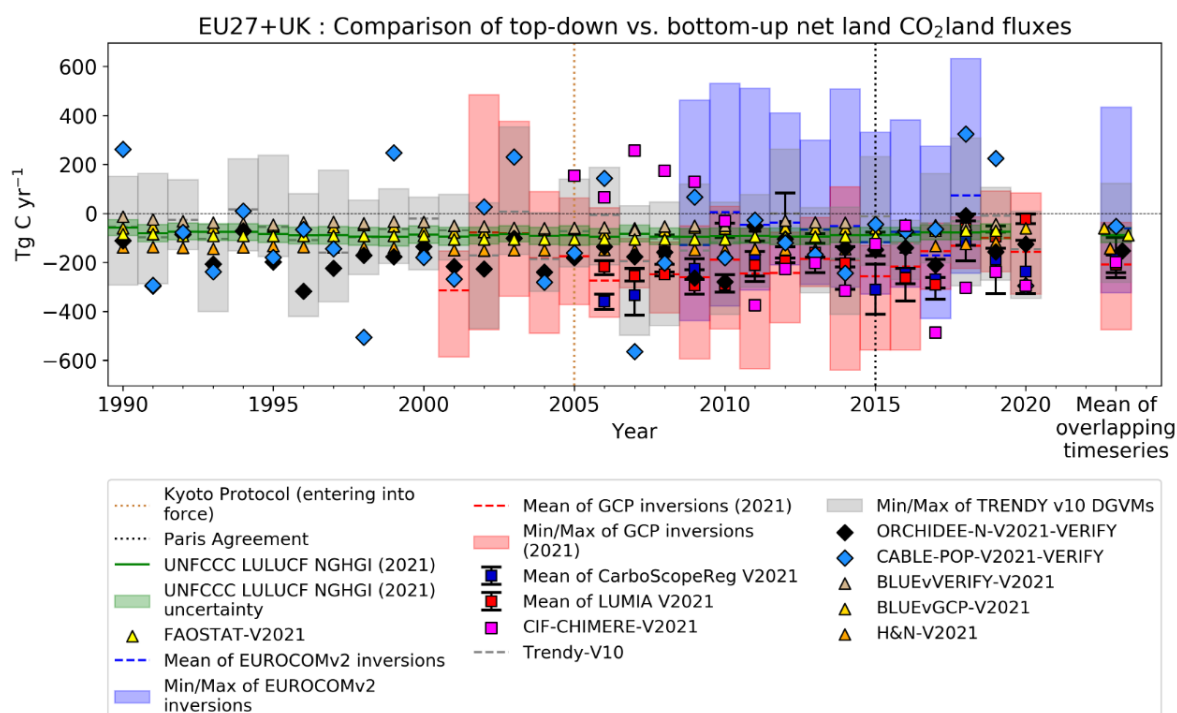 EU27+UK : Comparison of top-down vs. bottom-up net land CO₂land fluxes
Tg C yr⁻¹
600
400
200
0
−200
−400
−600
1990
1995
2000
2005
2010
2015
2020
Mean of
overlapping
timeseries
Year
Kyoto Protocol (entering into
force)
Paris Agreement
UNFCCC LULUCF NGHGI (2021)
UNFCCC LULUCF NGHGI (2021)
uncertainty
FAOSTAT-V2021
Mean of EUROCOMv2 inversions
Min/Max of EUROCOMv2
inversions
Mean of GCP inversions (2021)
Min/Max of GCP inversions
(2021)
Mean of CarboScopeReg V2021
Mean of LUMIA V2021
CIF-CHIMERE-V2021
Trendy-V10
Min/Max of TRENDY v10 DGVMs
ORCHIDEE-N-V2021-VERIFY
CABLE-POP-V2021-VERIFY
BLUEvVERIFY-V2021
BLUEvGCP-V2021
H&N-V2021